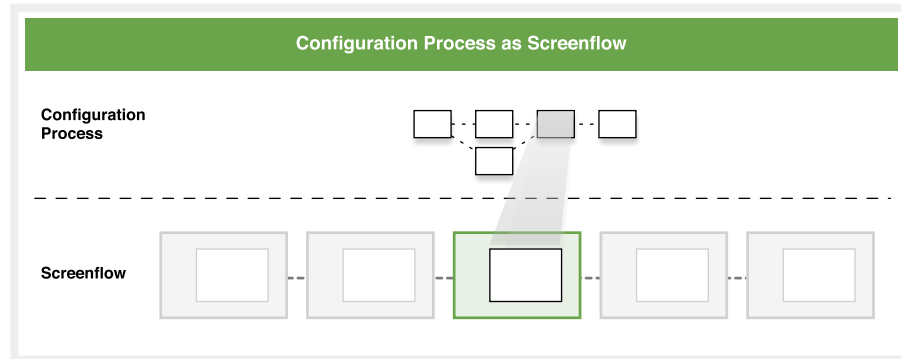 Configuration Process as Screenflow
Configuration
Process
Screenflow